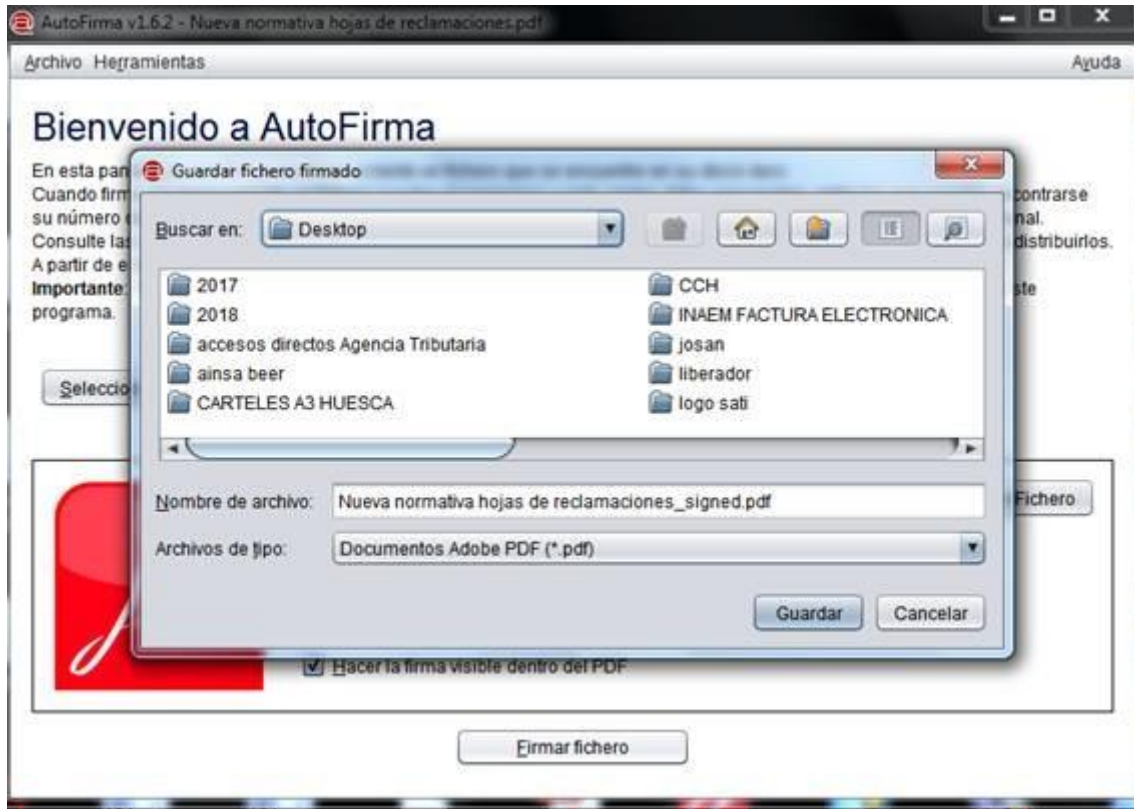 AutoFirma v1.6.2 - Nueva normativa hojas de reclamaciones.pdf
Archivo Herramientas Ayuda
Bienvenido a AutoFirma
En esta pan
Guardar fichero firmado
Cuando firm contrarse
su número nal.
Buscar en: Desktop
Consulte las distribuirlos.
A partir de e
Importante: ste
programa.
2017 CCH
2018 INAEM FACTURA ELECTRONICA
accesos directos Agencia Tributaria josan
ainsa beer liberador
CARTELES A3 HUESCA logo sati
Seleccio
Nombre de archivo: Nueva normativa hojas de reclamaciones_signed.pdf
Fichero
Archivos de tipo: Documentos Adobe PDF (*.pdf)
Guardar Cancelar
Hacer la firma visible dentro del PDF
Firmar fichero